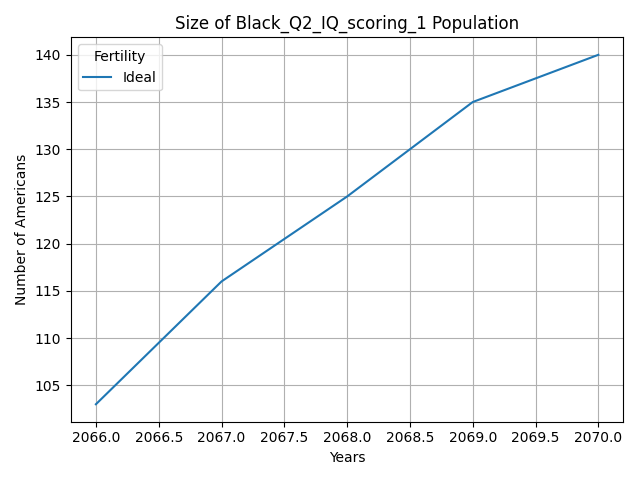 Size of Black_Q2_IQ_scoring_1 Population
Fertility
Ideal
140
135
130
125
120
115
110
105
Number of Americans
2066.0 2066.5 2067.0 2067.5 2068.0 2068.5 2069.0 2069.5 2070.0
Years